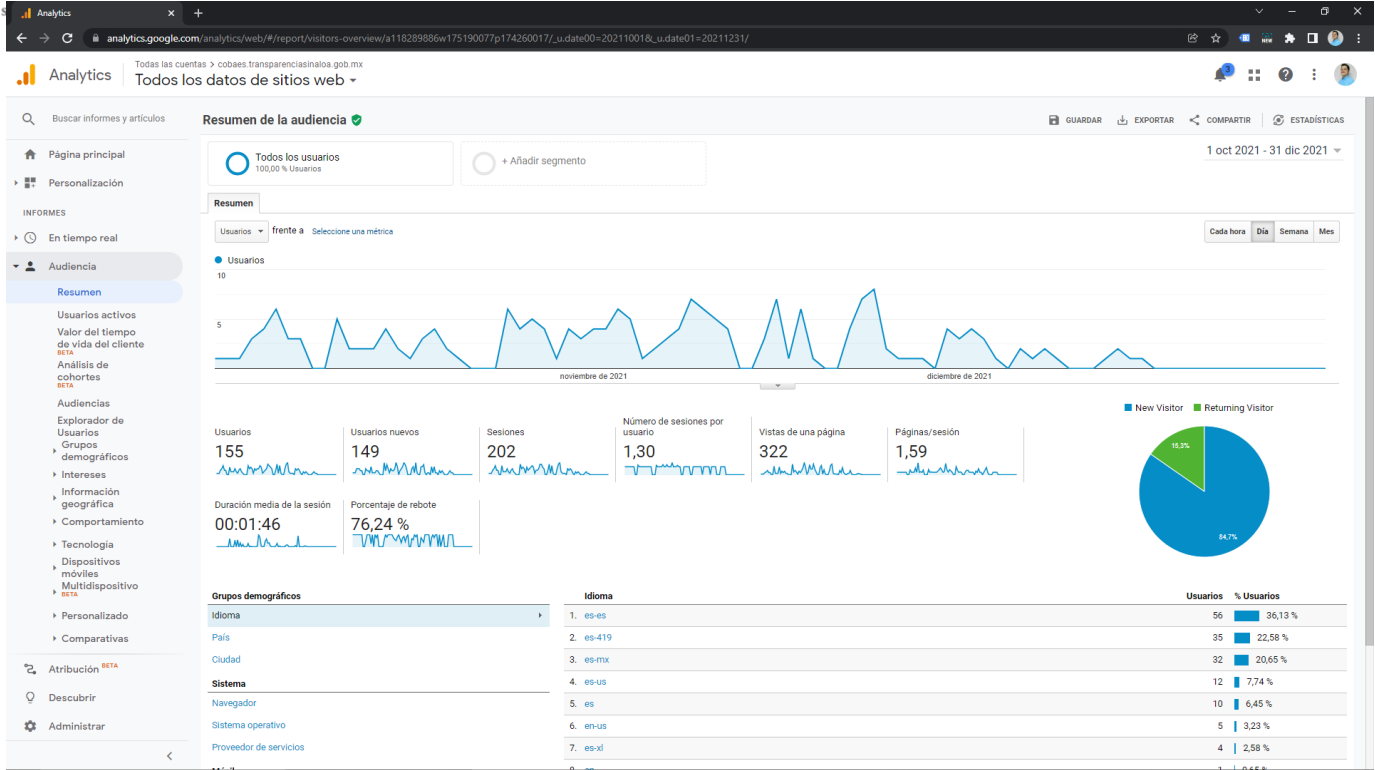 Analytics
analytics.google.com/analytics/web/#/report/visitors-overview/a118289886w175190077p174260017/_u.date00=20211001&_u.date01=20211231/
NEW
Analytics
Todas las cuentas > cobaes.transparenciasinaloa.gob.mx
Todos los datos de sitios web
3
Buscar informes y artículos
Página principal
Personalización
INFORMES
En tiempo real
Audiencia
Resumen
Usuarios activos
Valor del tiempo
de vida del cliente
BETA
Análisis de
cohortes
BETA
Audiencias
Explorador de
Usuarios
Grupos
demográficos
Intereses
Información
geográfica
Comportamiento
Tecnología
Dispositivos
móviles
Multidispositivo
BETA
Personalizado
Comparativas
Atribución BETA
Descubrir
Administrar
Resumen de la audiencia
GUARDAR
EXPORTAR
COMPARTIR
ESTADÍSTICAS
Todos los usuarios
100,00 % Usuarios
+ Añadir segmento
1 oct 2021 - 31 dic 2021
Resumen
Usuarios frente a Seleccione una métrica
Cada hora Día Semana Mes
Usuarios
10
5
noviembre de 2021
diciembre de 2021
New Visitor Returning Visitor
15,3%
84,7%
Usuarios
155
Usuarios nuevos
149
Sesiones
202
Número de sesiones por
usuario
1,30
Vistas de una página
322
Páginas/sesión
1,59
Duración media de la sesión
00:01:46
Porcentaje de rebote
76,24 %
Grupos demográficos
Idioma
País
Ciudad
Sistema
Navegador
Sistema operativo
Proveedor de servicios
Idioma Usuarios % Usuarios
1. es-es 56 36,13 %
2. es-419 35 22,58 %
3. es-mx 32 20,65 %
4. es-us 12 7,74 %
5. es 10 6,45 %
6. en-us 5 3,23 %
7. es-xl 4 2,58 %